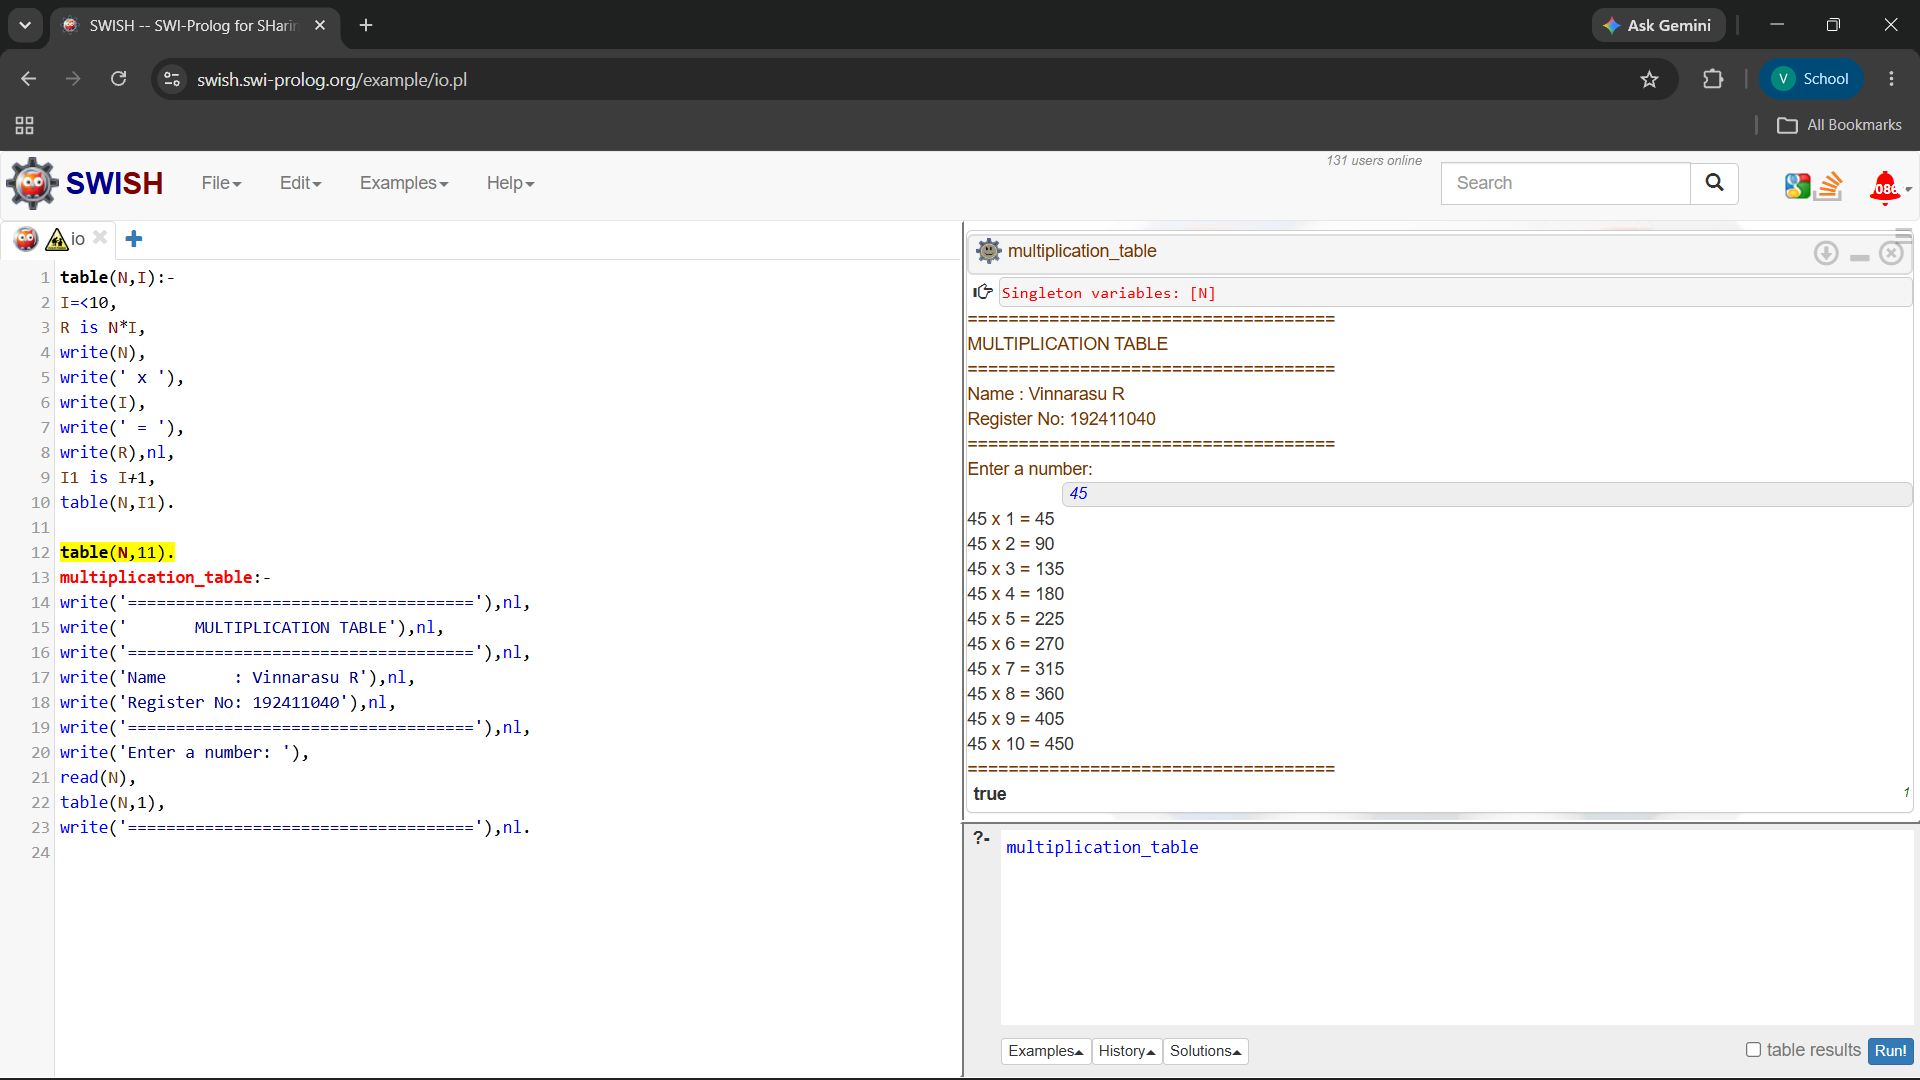 SWISH -- SWI-Prolog for SHarin
Ask Gemini
swish.swi-prolog.org/example/io.pl
V School
All Bookmarks
SWISH
File
Edit
Examples
Help
131 users online
Search
io
1 table(N,I):-
2 I=<10,
3 R is N*I,
4 write(N),
5 write(' x '),
6 write(I),
7 write(' = '),
8 write(R),nl,
9 I1 is I+1,
10 table(N,I1).
11
12 table(N,11).
13 multiplication_table:-
14 write('===================================='),nl,
15 write('       MULTIPLICATION TABLE'),nl,
16 write('===================================='),nl,
17 write('Name       : Vinnarasu R'),nl,
18 write('Register No: 192411040'),nl,
19 write('===================================='),nl,
20 write('Enter a number: '),
21 read(N),
22 table(N,1),
23 write('===================================='),nl.
24
multiplication_table
Singleton variables: [N]
====================================
MULTIPLICATION TABLE
====================================
Name : Vinnarasu R
Register No: 192411040
====================================
Enter a number:
45
45 x 1 = 45
45 x 2 = 90
45 x 3 = 135
45 x 4 = 180
45 x 5 = 225
45 x 6 = 270
45 x 7 = 315
45 x 8 = 360
45 x 9 = 405
45 x 10 = 450
====================================
true
1
?- multiplication_table
Examples
History
Solutions
table results
Run!